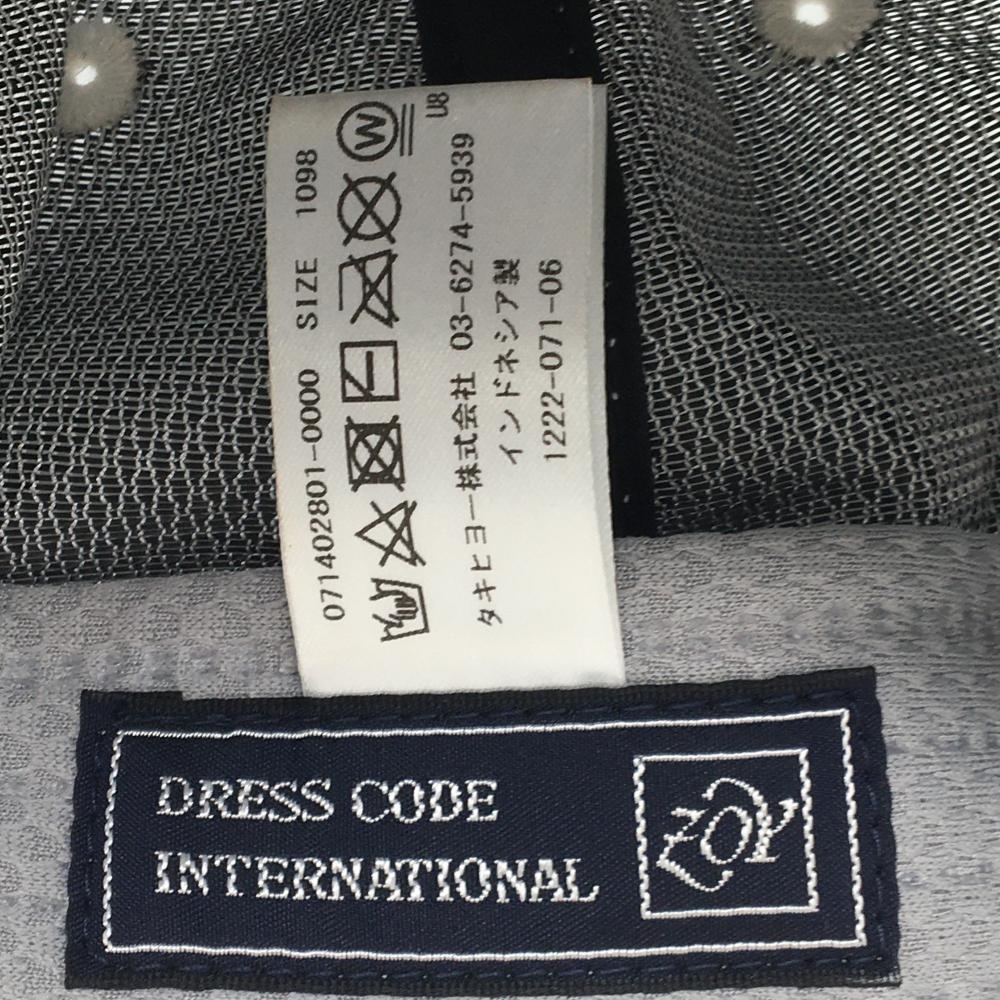 071402801-0000 SIZE 1098
W
U8
タキヒヨー株式会社 03-6274-5939
インドネシア製
1222-071-06
DRESS CODE
INTERNATIONAL
ZOY